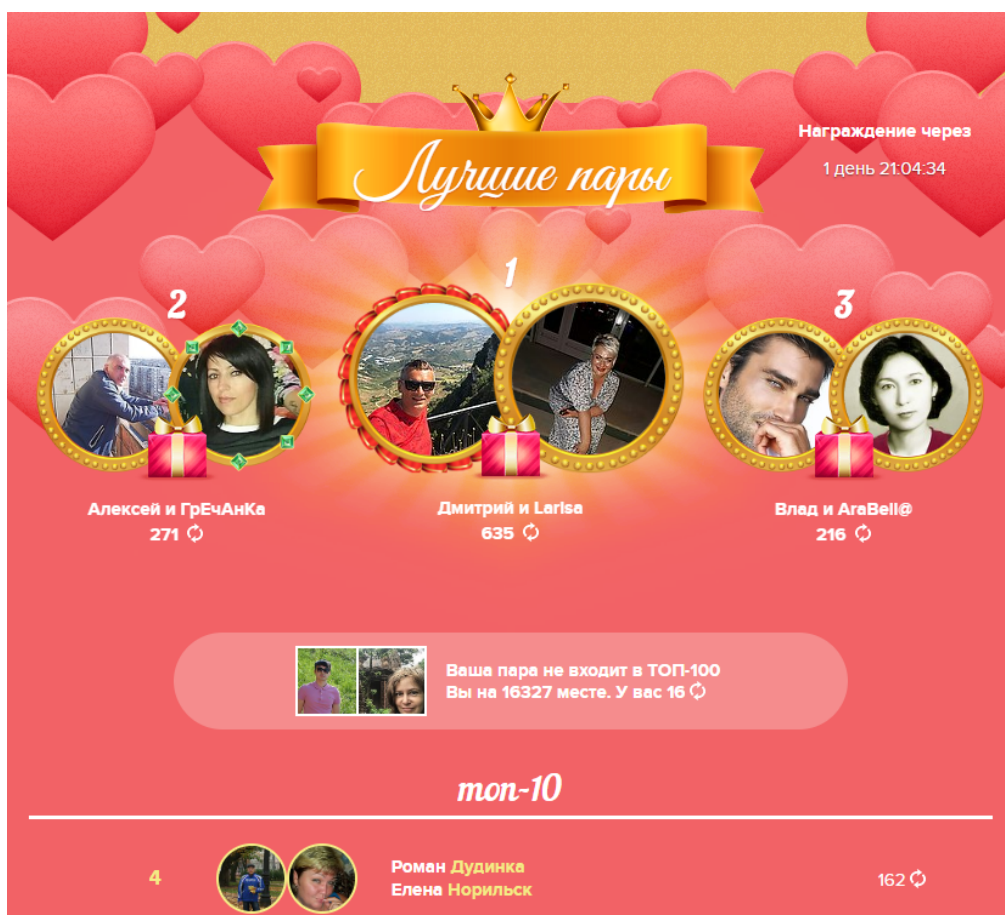 Лучшие пары
Награждение через
1 день 21:04:34
1
2
3
Алексей и ГрЕчАнКа
271
Дмитрий и Larisa
635
Влад и AraBell@
216
Ваша пара не входит в ТОП-100
Вы на 16327 месте. У вас 16
топ-10
4
Роман Дудинка
Елена Норильск
162